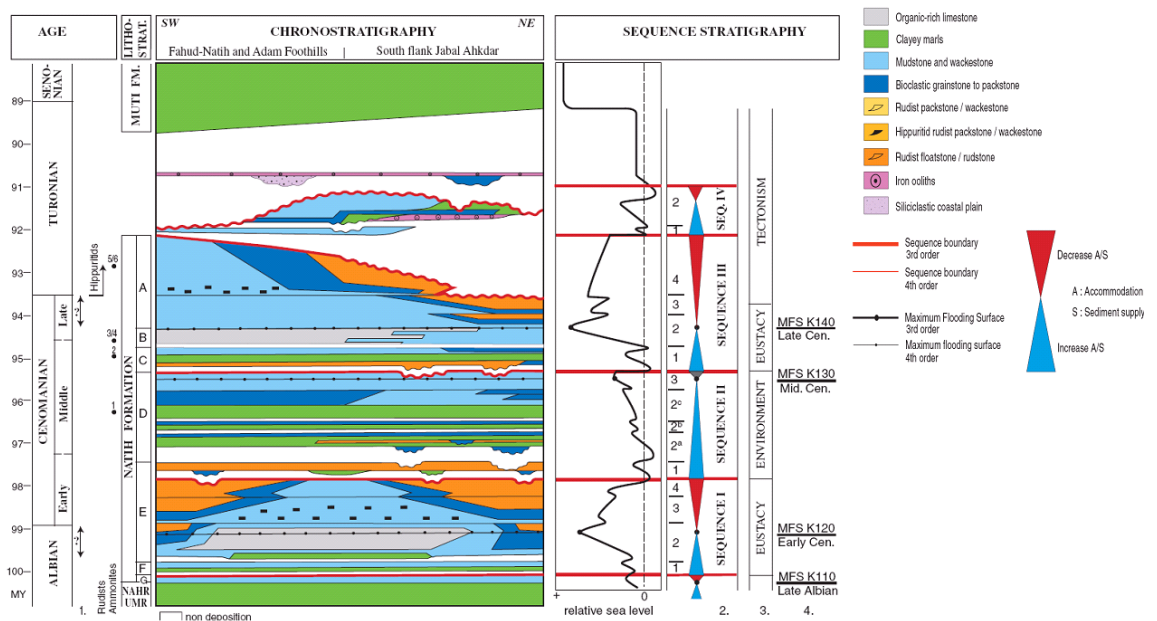 AGE
LITHO-
STRAT.
SW
NE
CHRONOSTRATIGRAPHY
Fahud-Natih and Adam Foothills | South flank Jabal Ahkdar
SEQUENCE STRATIGRAPHY
SENO-
NIAN
TURONIAN
CENOMANIAN
Late
Middle
Early
ALBIAN
-?-
-?-
89
90
91
92
93
94
95
96
97
98
99
100
MY
1.
Hippuritids
5/6
3/4
2
1
Rudists
Ammonites
MUTI FM.
NATIH FORMATION
A
B
C
D
E
F
G
NAHR
UMR
non deposition
+
0
relative sea level
2.
3.
4.
2
1
4
3
2
1
3
2c
2b
2a
1
4
3
2
1
SEQ. IV
SEQUENCE III
SEQUENCE II
SEQUENCE I
TECTONISM
EUSTACY
ENVIRONMENT
EUSTACY
MFS K140
Late Cen.
MFS K130
Mid. Cen.
MFS K120
Early Cen.
MFS K110
Late Albian
Organic-rich limestone
Clayey marls
Mudstone and wackestone
Bioclastic grainstone to packstone
Rudist packstone / wackestone
Hippuritid rudist packstone / wackestone
Rudist floatstone / rudstone
Iron ooliths
Siliciclastic coastal plain
Sequence boundary
3rd order
Sequence boundary
4th order
Maximum Flooding Surface
3rd order
Maximum flooding surface
4th order
Decrease A/S
A : Accommodation
S : Sediment supply
Increase A/S